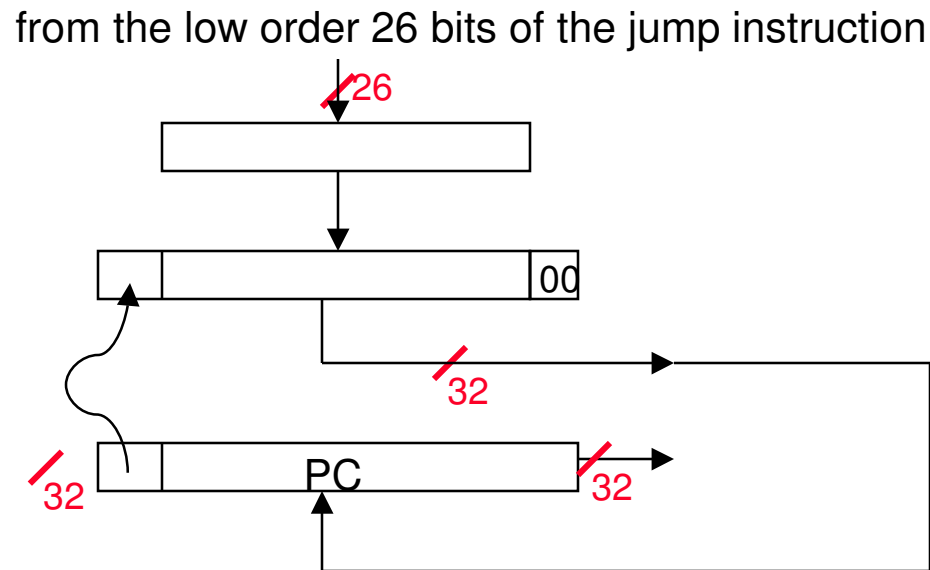 from the low order 26 bits of the jump instruction
26
00
32
PC
32
32